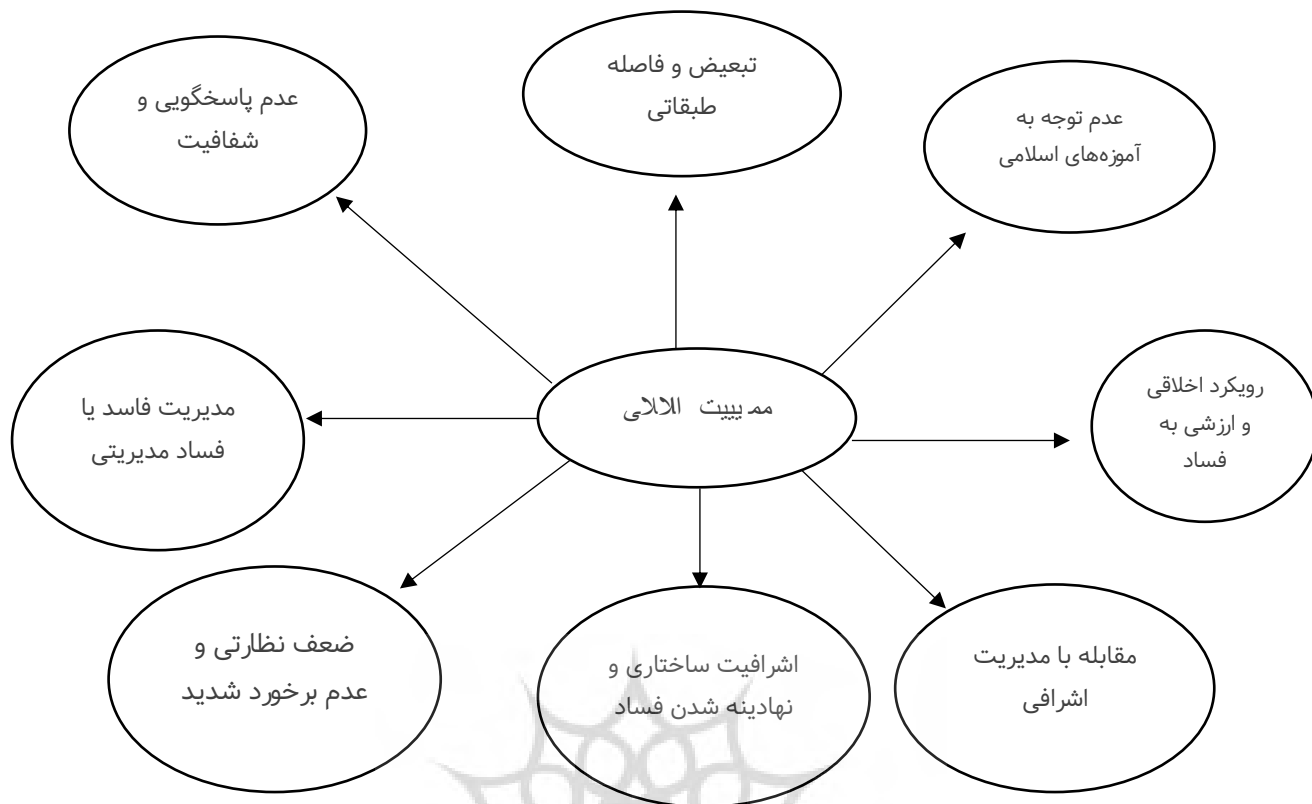 تبعیض و فاصله
طبقاتی
عدم توجه به
آموزه‌های اسلامی
عدم پاسخگویی و
شفافیت
رویکرد اخلاقی
و ارزشی به
فساد
مدیریت فاسد یا
فساد مدیریتی
ضعف نظارتی و
عدم برخورد شدید
اشرافیت ساختاری و
نهادینه شدن فساد
مقابله با مدیریت
اشرافی